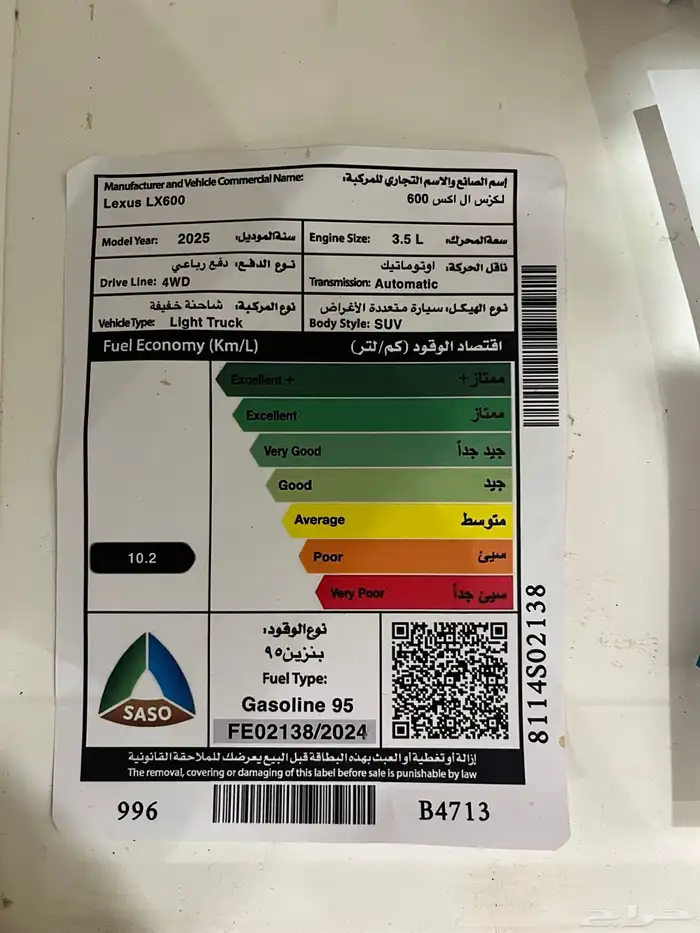 Manufacturer and Vehicle Commercial Name: إسم الصانع والاسم التجاري للمركبة:
Lexus LX600 لكزس ال اكس 600
Model Year: 2025 سنة الموديل: Engine Size: 3.5 L سعة المحرك:
نوع الدفع: دفع رباعي ناقل الحركة: اوتوماتيك
Drive Line: 4WD Transmission: Automatic
نوع المركبة: شاحنة خفيفة نوع الهيكل: سيارة متعددة الأغراض
Vehicle Type: Light Truck Body Style: SUV
Fuel Economy (Km/L) اقتصاد الوقود (كم/لتر)
Excellent + ممتاز +
Excellent ممتاز
Very Good جيد جداً
Good جيد
Average متوسط
10.2 Poor سيئ
Very Poor سيئ جداً
نوع الوقود:
بنزين ٩٥
Fuel Type:
Gasoline 95
FE02138/2024
SASO
إزالة أو تغطية أو العبث بهذه البطاقة قبل البيع يعرضك للملاحقة القانونية
The removal, covering or damaging of this label before sale is punishable by law
996 B4713
8114S02138
حراج